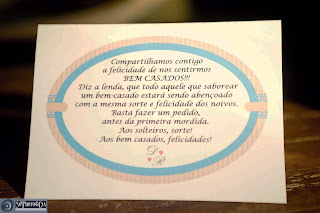 Compartilhamos contigo
a felicidade de nos sentirmos
BEM CASADOS!!!
Diz a lenda, que todo aquele que saborear
um bem-casado estará sendo abençoado
com a mesma sorte e felicidade dos noivos.
Basta fazer um pedido,
antes da primeira mordida.
Aos solteiros, sorte!
Aos bem casados, felicidades!
D
R